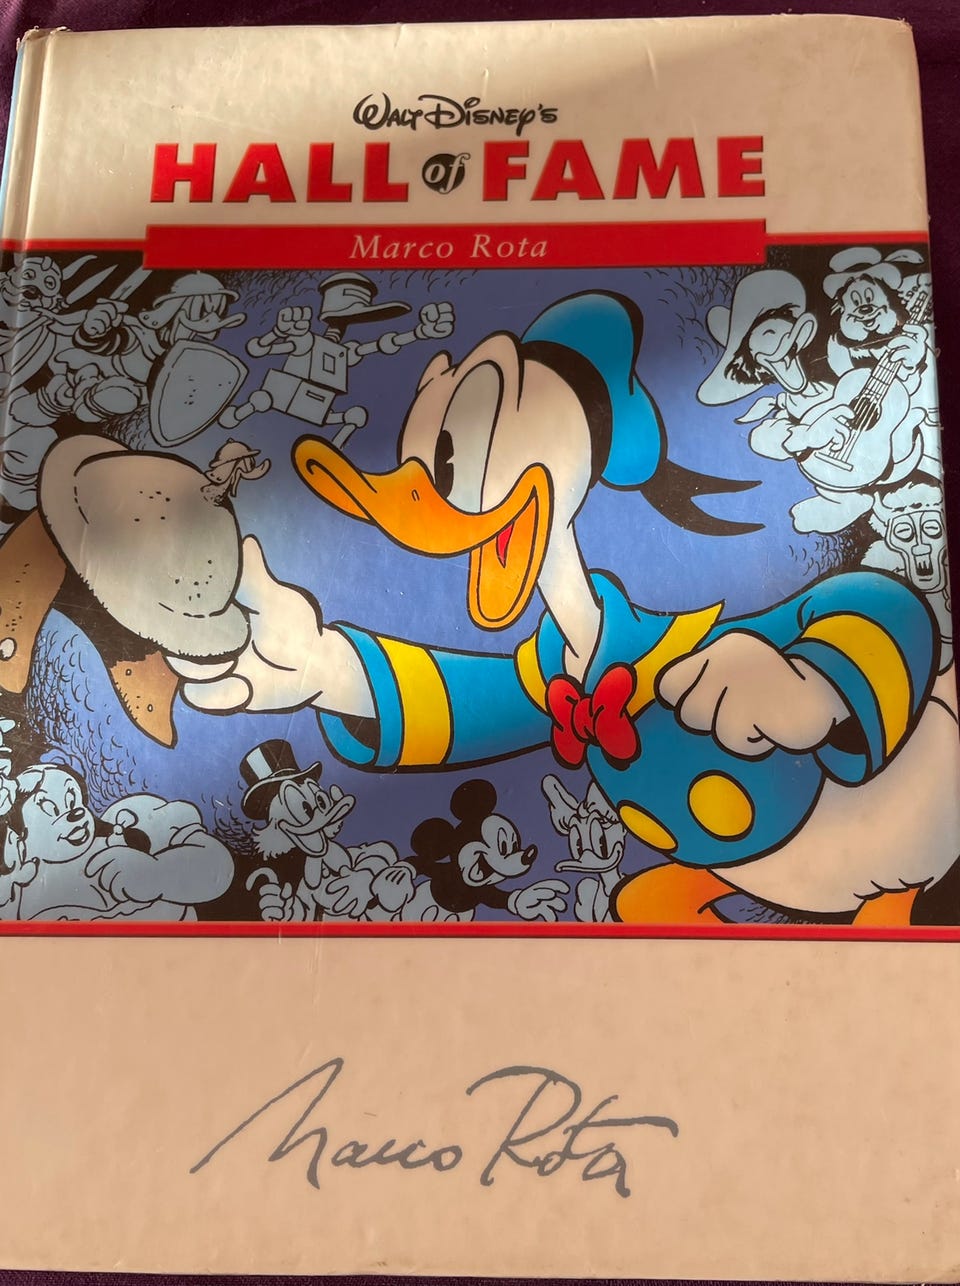 WALT DISNEY'S
HALL of FAME
Marco Rota
Marco Rota